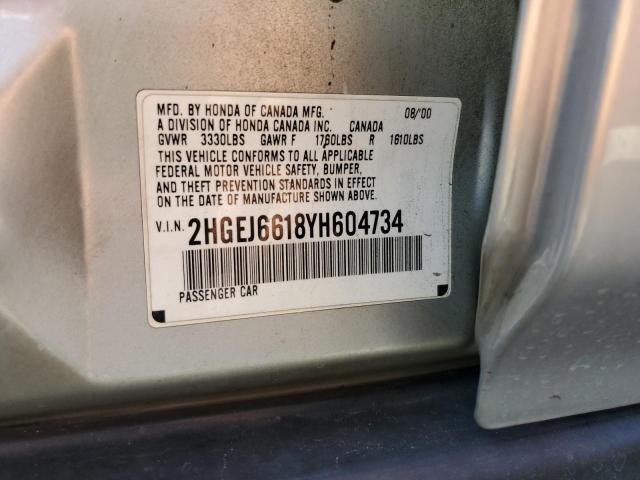 MFD. BY HONDA OF CANADA MFG. 08/'00
A DIVISION OF HONDA CANADA INC. CANADA
GVWR 3330LBS GAWR F 1760LBS R 1610LBS
THIS VEHICLE CONFORMS TO ALL APPLICABLE
FEDERAL MOTOR VEHICLE SAFETY, BUMPER,
AND THEFT PREVENTION STANDARDS IN EFFECT
ON THE DATE OF MANUFACTURE SHOWN ABOVE.
V.I.N. 2HGEJ6618YH604734
PASSENGER CAR